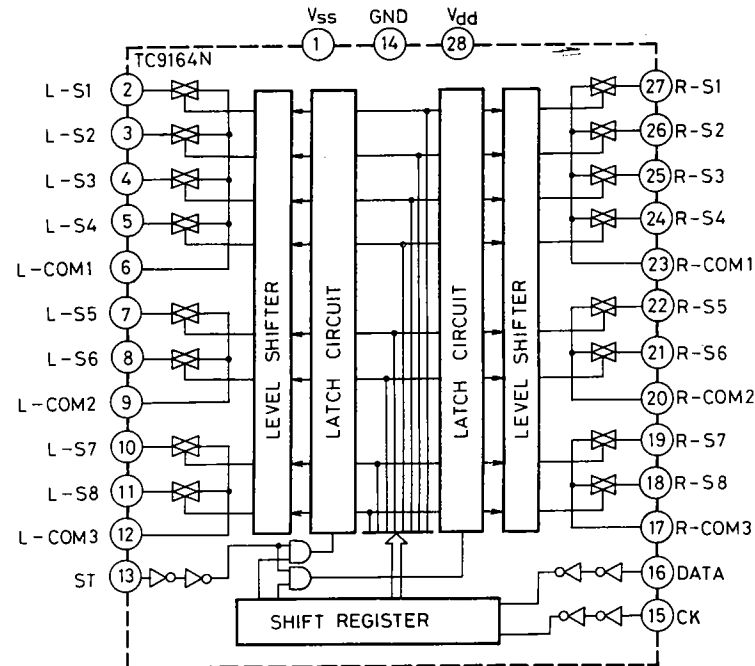 Vss GND Vdd
1 14 28
TC9164N
L-S1 2 27 R-S1
L-S2 3 26 R-S2
L-S3 4 25 R-S3
L-S4 5 24 R-S4
L-COM1 6 23 R-COM1
L-S5 7 22 R-S5
L-S6 8 21 R-S6
L-COM2 9 20 R-COM2
L-S7 10 19 R-S7
L-S8 11 18 R-S8
L-COM3 12 17 R-COM3
ST 13 16 DATA
15 CK
LEVEL SHIFTER
LATCH CIRCUIT
LATCH CIRCUIT
LEVEL SHIFTER
SHIFT REGISTER